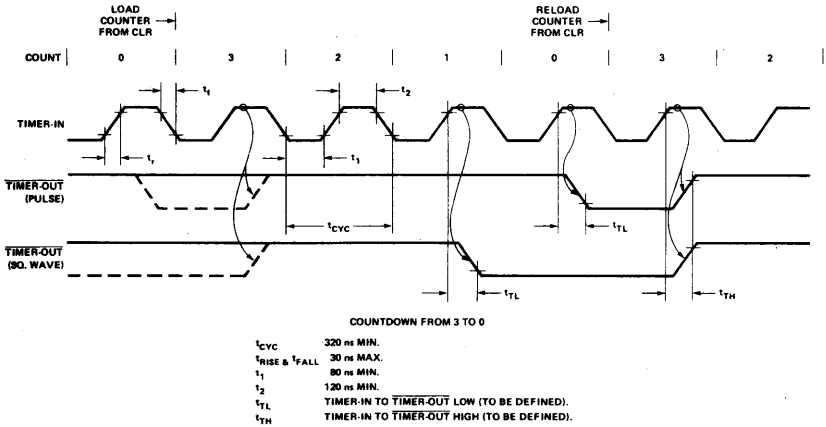 LOAD
COUNTER
FROM CLR
RELOAD
COUNTER
FROM CLR
COUNT 0 3 2 1 0 3 2
tf
t2
TIMER-IN
tr
t1
TIMER-OUT
(PULSE)
tCYC
tTL
TIMER-OUT
(SQ. WAVE)
tTL
tTH
COUNTDOWN FROM 3 TO 0
tCYC 320 ns MIN.
tRISE & tFALL 30 ns MAX.
t1 80 ns MIN.
t2 120 ns MIN.
tTL TIMER-IN TO TIMER-OUT LOW (TO BE DEFINED).
tTH TIMER-IN TO TIMER-OUT HIGH (TO BE DEFINED).